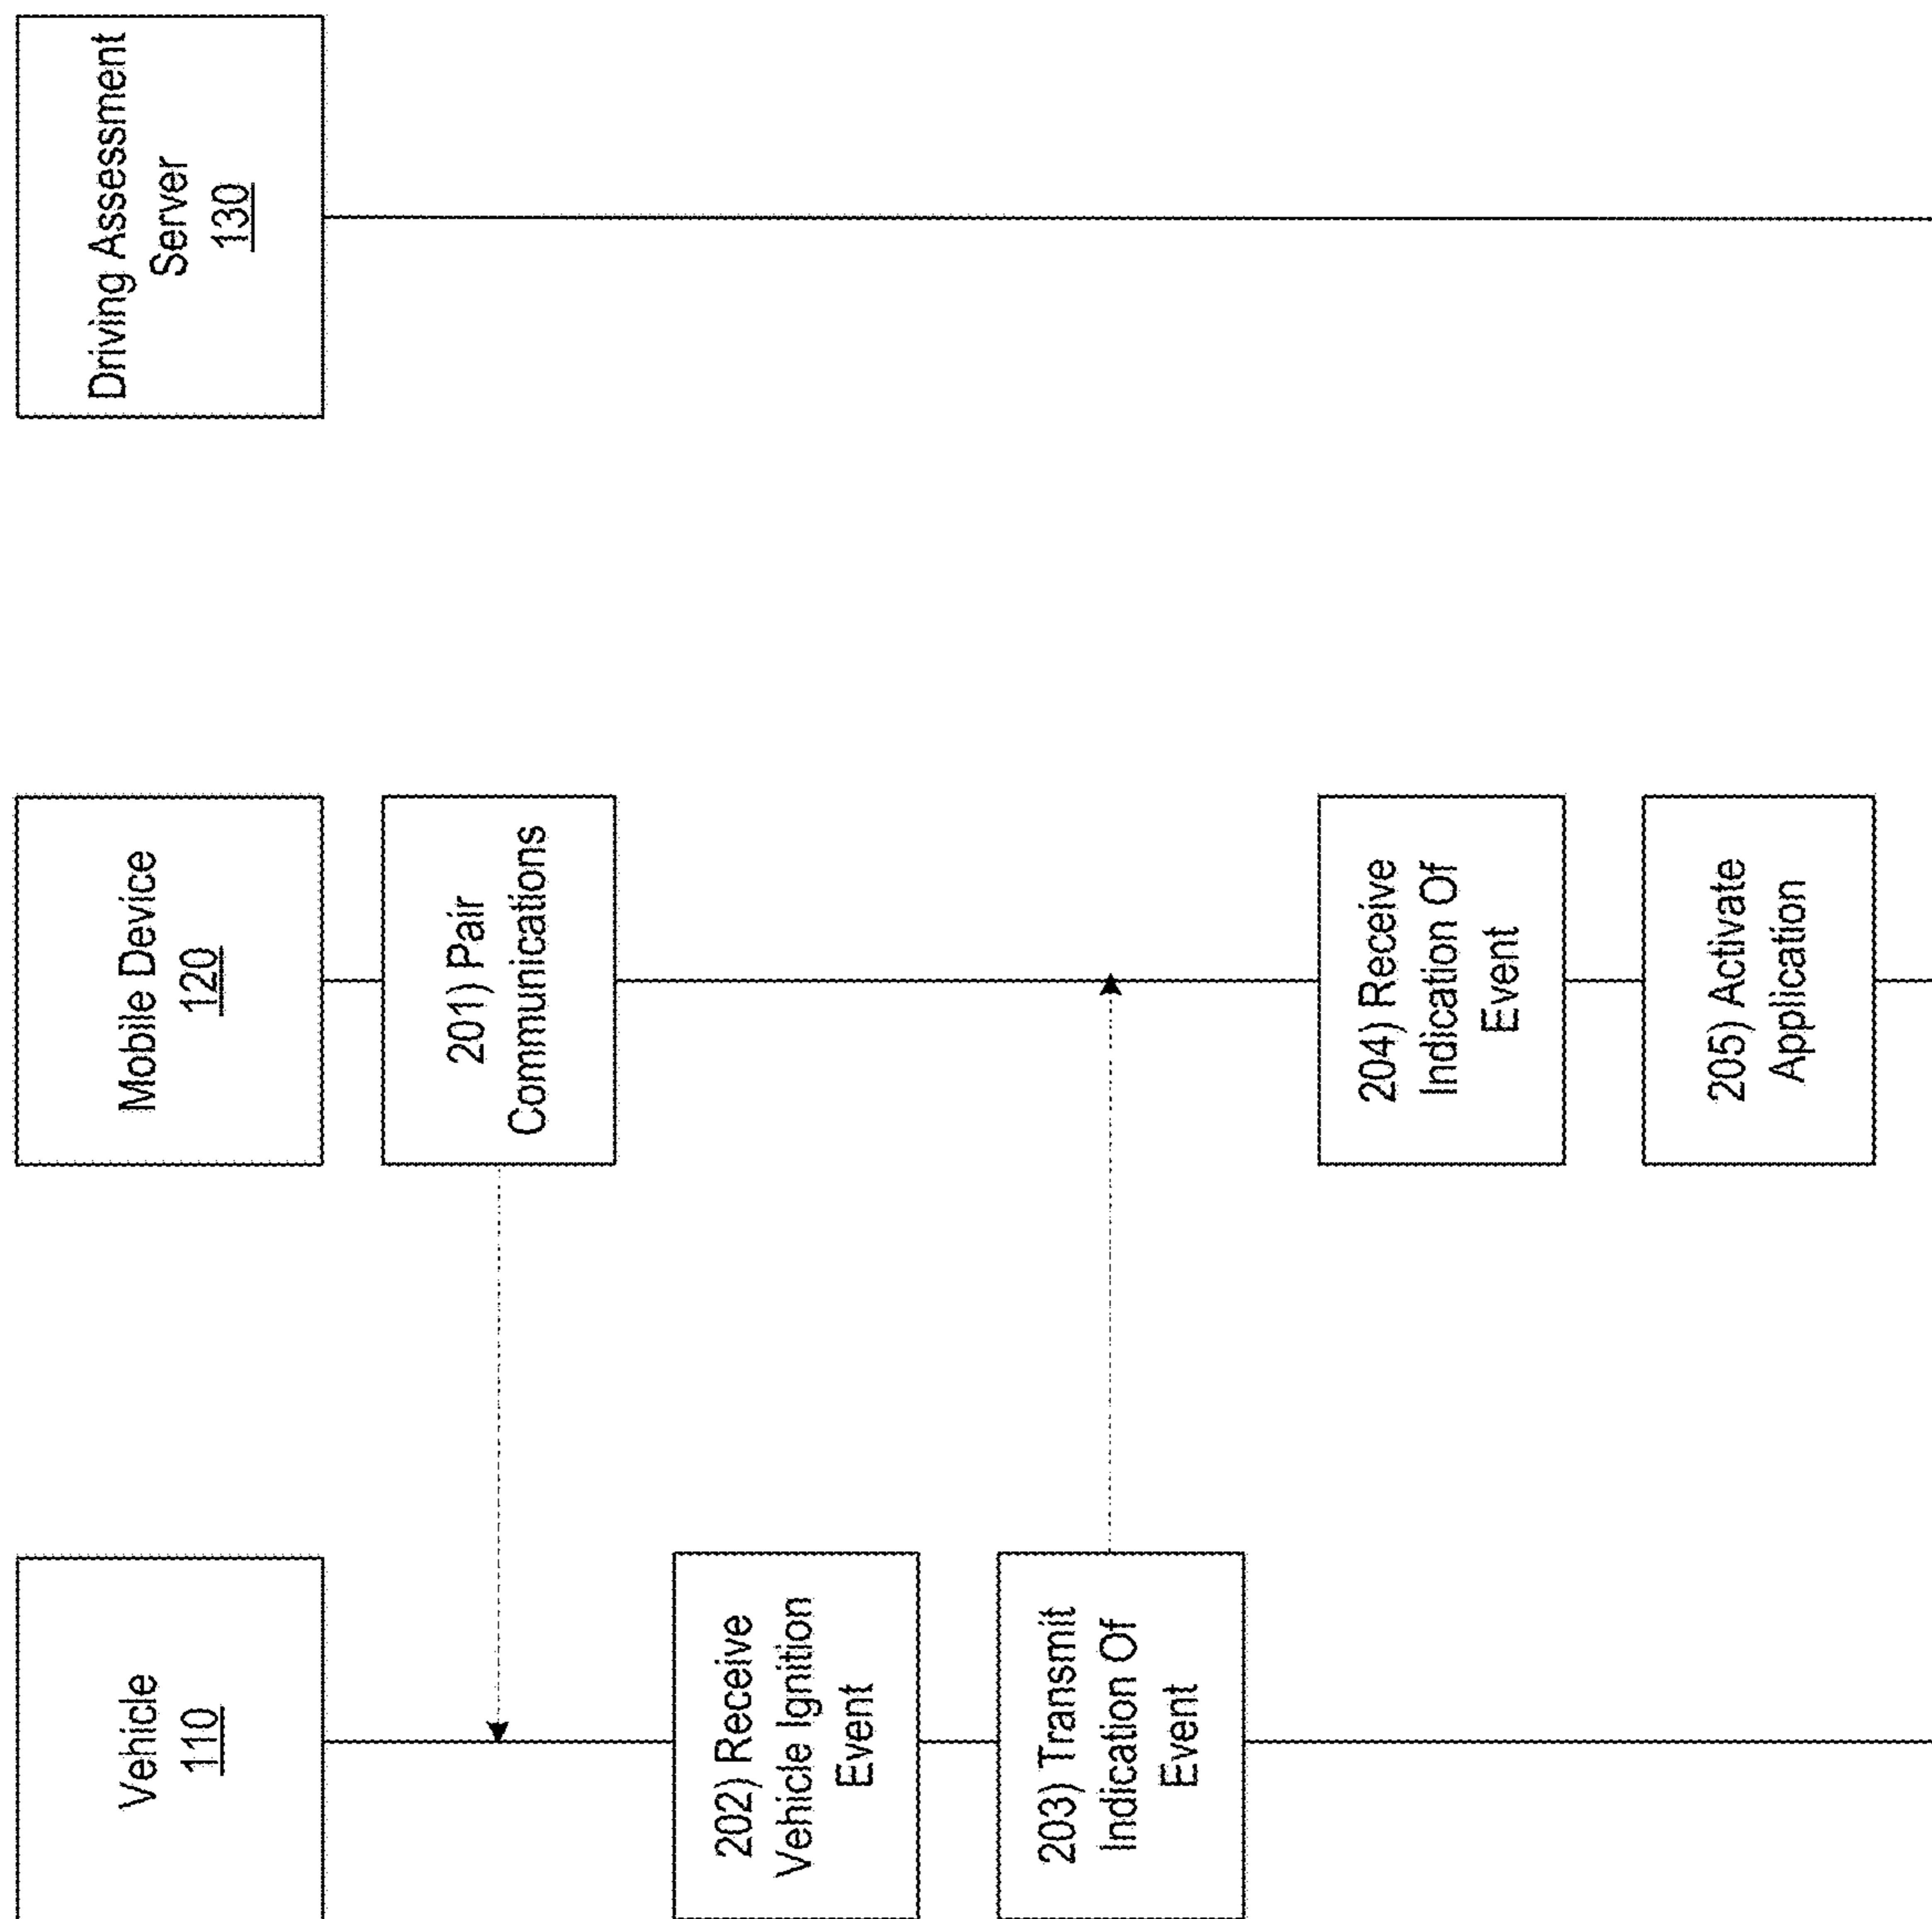 Vehicle
110
Mobile Device
120
Driving Assessment
Server
130
201) Pair
Communications
202) Receive
Vehicle Ignition
Event
203) Transmit
Indication Of
Event
204) Receive
Indication Of
Event
205) Activate
Application